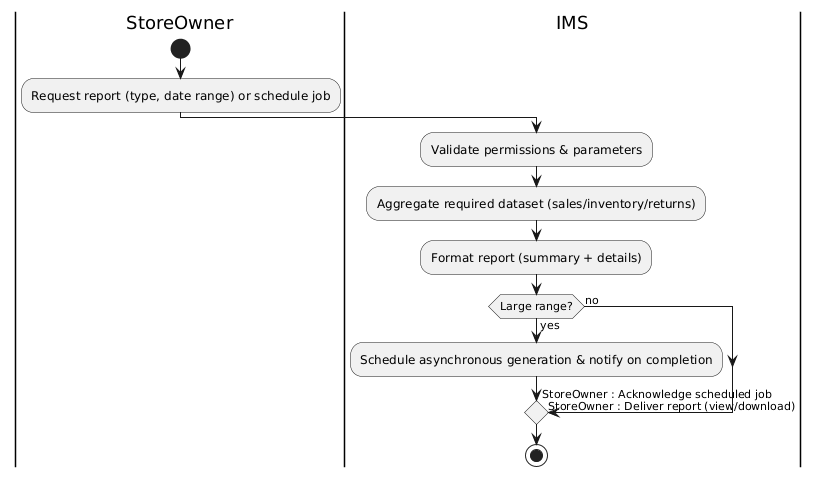 StoreOwner
IMS
Request report (type, date range) or schedule job
Validate permissions & parameters
Aggregate required dataset (sales/inventory/returns)
Format report (summary + details)
Large range?
no
yes
Schedule asynchronous generation & notify on completion
StoreOwner : Acknowledge scheduled job
StoreOwner : Deliver report (view/download)